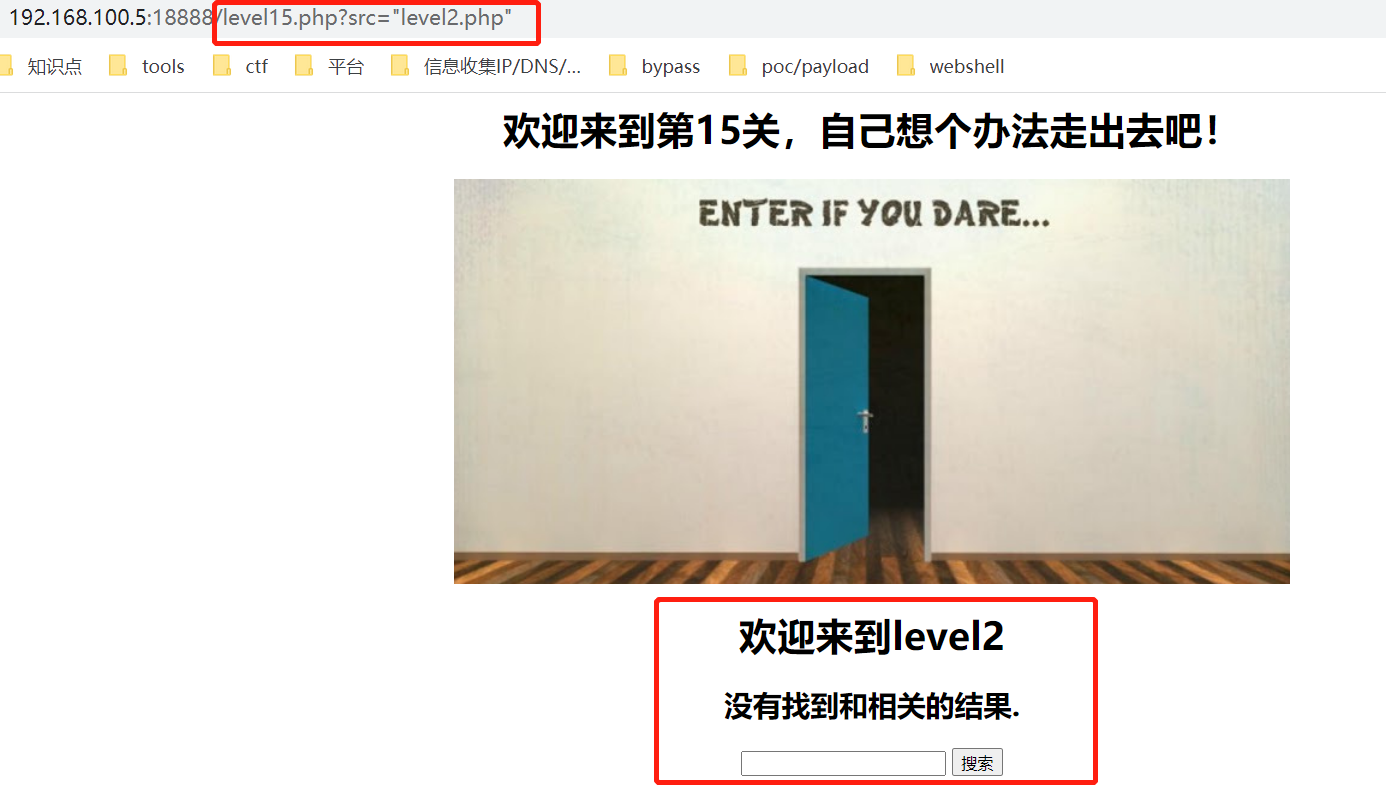 192.168.100.5:18888/level15.php?src="level2.php"
知识点 tools ctf 平台 信息收集IP/DNS/... bypass poc/payload webshell
欢迎来到第15关，自己想个办法走出去吧！
ENTER IF YOU DARE...
欢迎来到level2
没有找到和相关的结果.
搜索